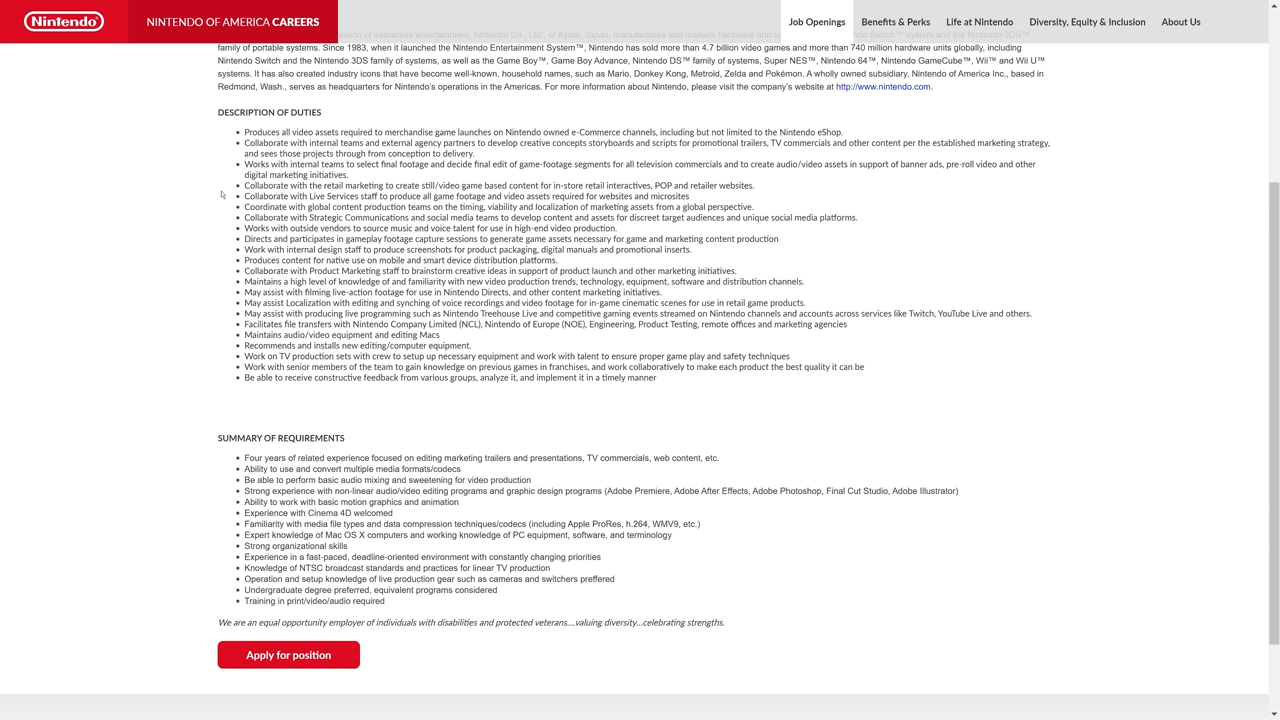 Nintendo
NINTENDO OF AMERICA CAREERS
Job Openings
Benefits & Perks
Life at Nintendo
Diversity, Equity & Inclusion
About Us
of interactive entertainment, Nintendo Co., Ltd., of Kyoto, Japan, manufactures and markets hardware and system and the Nintendo 3DS™
family of portable systems. Since 1983, when it launched the Nintendo Entertainment System™, Nintendo has sold more than 4.7 billion video games and more than 740 million hardware units globally, including
Nintendo Switch and the Nintendo 3DS family of systems, as well as the Game Boy™, Game Boy Advance, Nintendo DS™ family of systems, Super NES™, Nintendo 64™, Nintendo GameCube™, Wii™ and Wii U™
systems. It has also created industry icons that have become well-known, household names, such as Mario, Donkey Kong, Metroid, Zelda and Pokémon. A wholly owned subsidiary, Nintendo of America Inc., based in
Redmond, Wash., serves as headquarters for Nintendo's operations in the Americas. For more information about Nintendo, please visit the company's website at http://www.nintendo.com.
DESCRIPTION OF DUTIES
• Produces all video assets required to merchandise game launches on Nintendo owned e-Commerce channels, including but not limited to the Nintendo eShop.
• Collaborate with internal teams and external agency partners to develop creative concepts storyboards and scripts for promotional trailers, TV commercials and other content per the established marketing strategy,
and sees those projects through from conception to delivery.
• Works with internal teams to select final footage and decide final edit of game-footage segments for all television commercials and to create audio/video assets in support of banner ads, pre-roll video and other
digital marketing initiatives.
• Collaborate with the retail marketing to create still/video game based content for in-store retail interactives, POP and retailer websites.
• Collaborate with Live Services staff to produce all game footage and video assets required for websites and microsites
• Coordinate with global content production teams on the timing, viability and localization of marketing assets from a global perspective.
• Collaborate with Strategic Communications and social media teams to develop content and assets for discreet target audiences and unique social media platforms.
• Works with outside vendors to source music and voice talent for use in high-end video production.
• Directs and participates in gameplay footage capture sessions to generate game assets necessary for game and marketing content production
• Work with internal design staff to produce screenshots for product packaging, digital manuals and promotional inserts.
• Produces content for native use on mobile and smart device distribution platforms.
• Collaborate with Product Marketing staff to brainstorm creative ideas in support of product launch and other marketing initiatives.
• Maintains a high level of knowledge of and familiarity with new video production trends, technology, equipment, software and distribution channels.
• May assist with filming live-action footage for use in Nintendo Directs, and other content marketing initiatives.
• May assist Localization with editing and synching of voice recordings and video footage for in-game cinematic scenes for use in retail game products.
• May assist with producing live programming such as Nintendo Treehouse Live and competitive gaming events streamed on Nintendo channels and accounts across services like Twitch, YouTube Live and others.
• Facilitates file transfers with Nintendo Company Limited (NCL), Nintendo of Europe (NOE), Engineering, Product Testing, remote offices and marketing agencies
• Maintains audio/video equipment and editing Macs
• Recommends and installs new editing/computer equipment.
• Work on TV production sets with crew to setup up necessary equipment and work with talent to ensure proper game play and safety techniques
• Work with senior members of the team to gain knowledge on previous games in franchises, and work collaboratively to make each product the best quality it can be
• Be able to receive constructive feedback from various groups, analyze it, and implement it in a timely manner
SUMMARY OF REQUIREMENTS
• Four years of related experience focused on editing marketing trailers and presentations, TV commercials, web content, etc.
• Ability to use and convert multiple media formats/codecs
• Be able to perform basic audio mixing and sweetening for video production
• Strong experience with non-linear audio/video editing programs and graphic design programs (Adobe Premiere, Adobe After Effects, Adobe Photoshop, Final Cut Studio, Adobe Illustrator)
• Ability to work with basic motion graphics and animation
• Experience with Cinema 4D welcomed
• Familiarity with media file types and data compression techniques/codecs (including Apple ProRes, h.264, WMV9, etc.)
• Expert knowledge of Mac OS X computers and working knowledge of PC equipment, software, and terminology
• Strong organizational skills
• Experience in a fast-paced, deadline-oriented environment with constantly changing priorities
• Knowledge of NTSC broadcast standards and practices for linear TV production
• Operation and setup knowledge of live production gear such as cameras and switchers preffered
• Undergraduate degree preferred, equivalent programs considered
• Training in print/video/audio required
We are an equal opportunity employer of individuals with disabilities and protected veterans....valuing diversity...celebrating strengths.
Apply for position